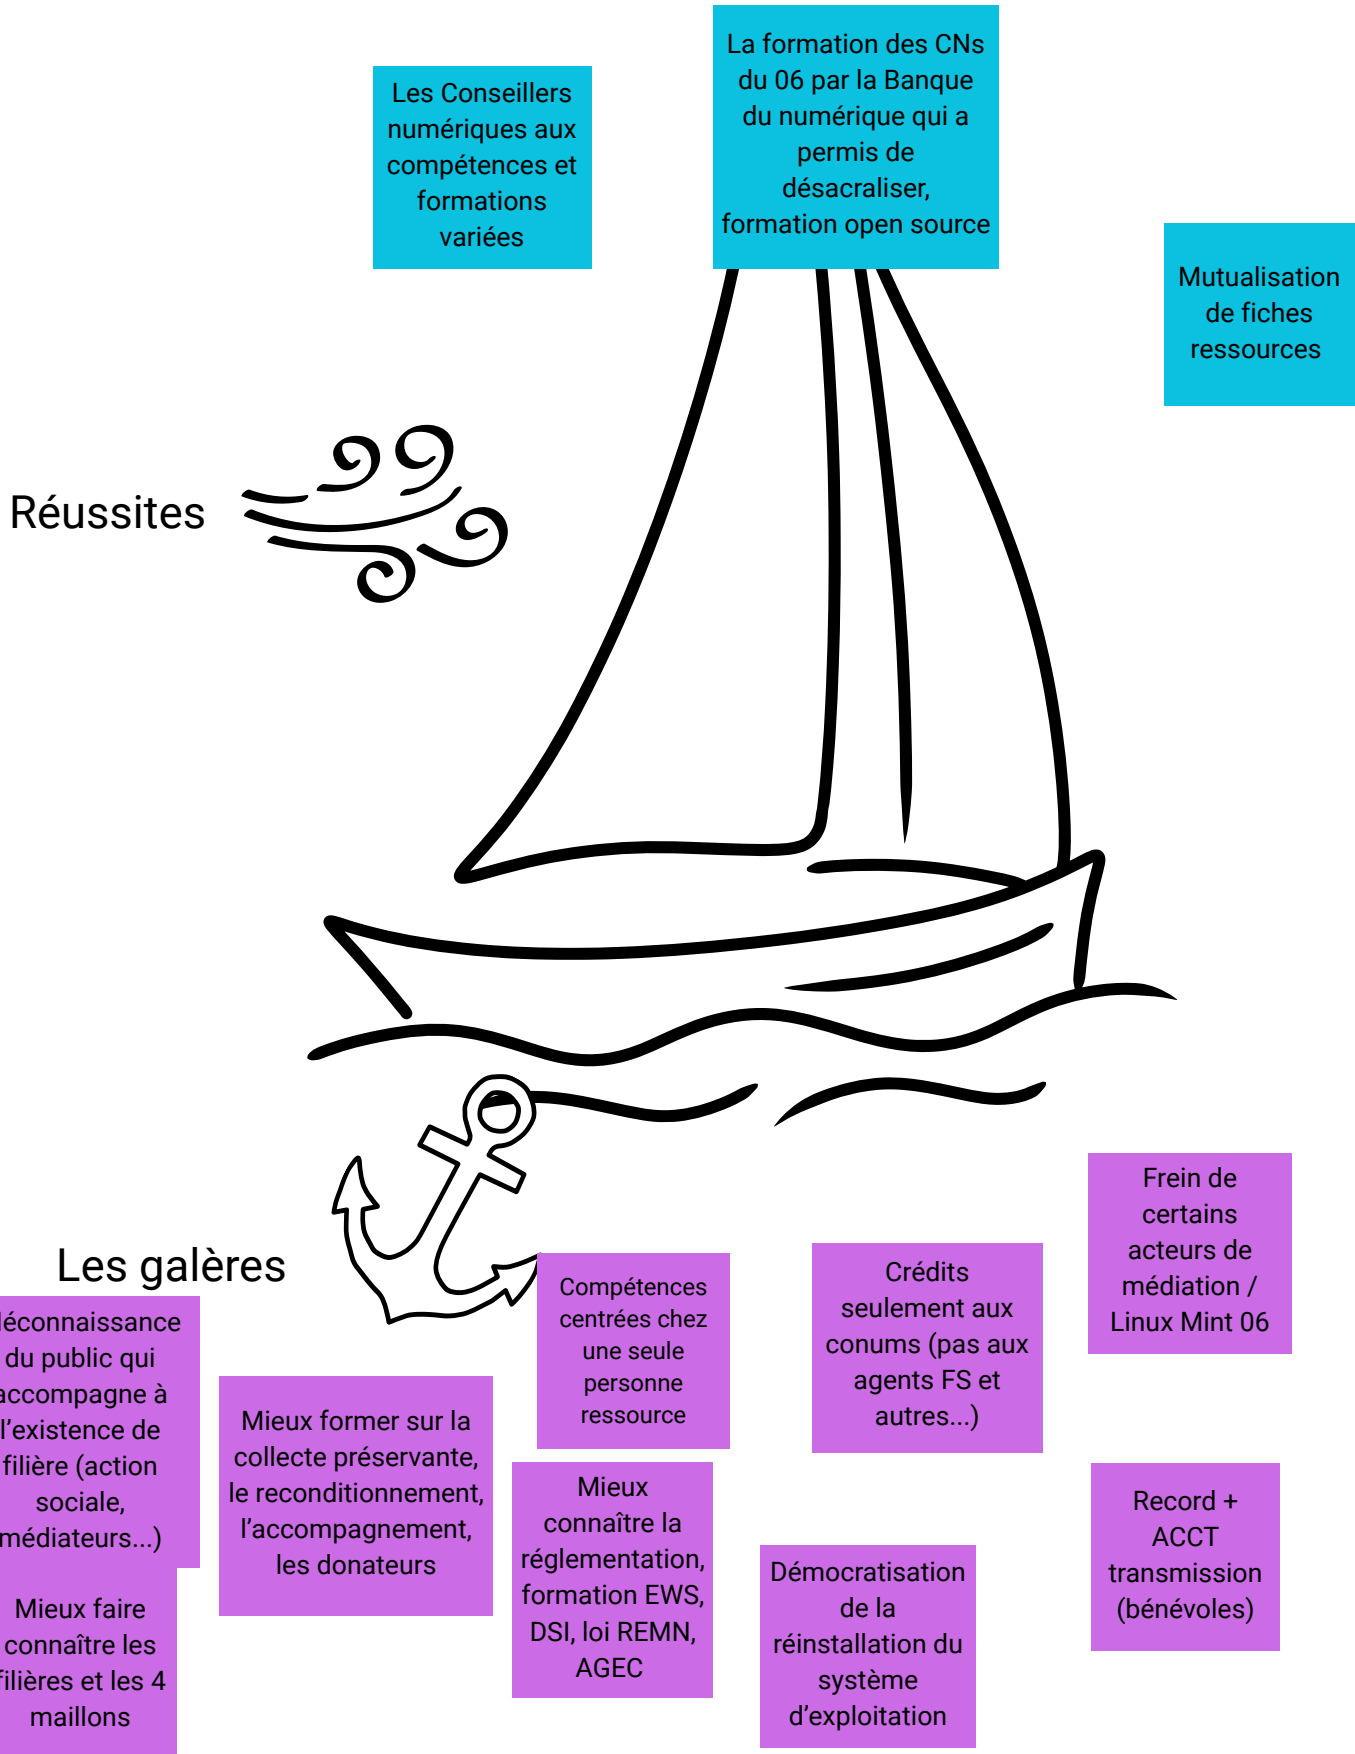 Les Conseillers
numériques aux
compétences et
formations
variées
La formation des CNs
du 06 par la Banque
du numérique qui a
permis de
désacraliser,
formation open source
Mutualisation
de fiches
ressources
Réussites
Les galères
du public qui
accompagne à
l'existence de
filière (action
sociale,
médiateurs...)
Mieux faire
connaître les
filières et les 4
maillons
Mieux former sur la
collecte préservante,
le reconditionnement,
l'accompagnement,
les donateurs
Compétences
centrées chez
une seule
personne
ressource
Mieux
connaître la
réglementation,
formation EWS,
DSI, loi REMN,
AGEC
Crédits
seulement aux
conums (pas aux
agents FS et
autres...)
Démocratisation
de la
réinstallation du
système
d'exploitation
Frein de
certains
acteurs de
médiation /
Linux Mint 06
Record +
ACCT
transmission
(bénévoles)